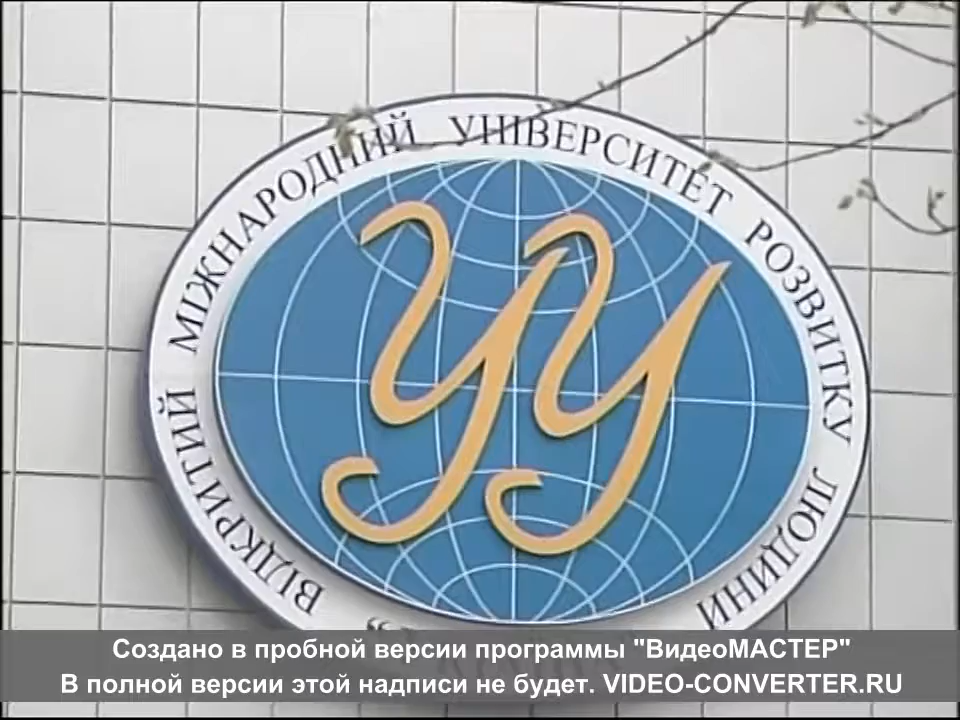 ВІДКРИТИЙ МІЖНАРОДНИЙ УНІВЕРСИТЕТ РОЗВИТКУ ЛЮДИНИ
УУ
Создано в пробной версии программы "ВидеоМАСТЕР"
В полной версии этой надписи не будет. VIDEO-CONVERTER.RU